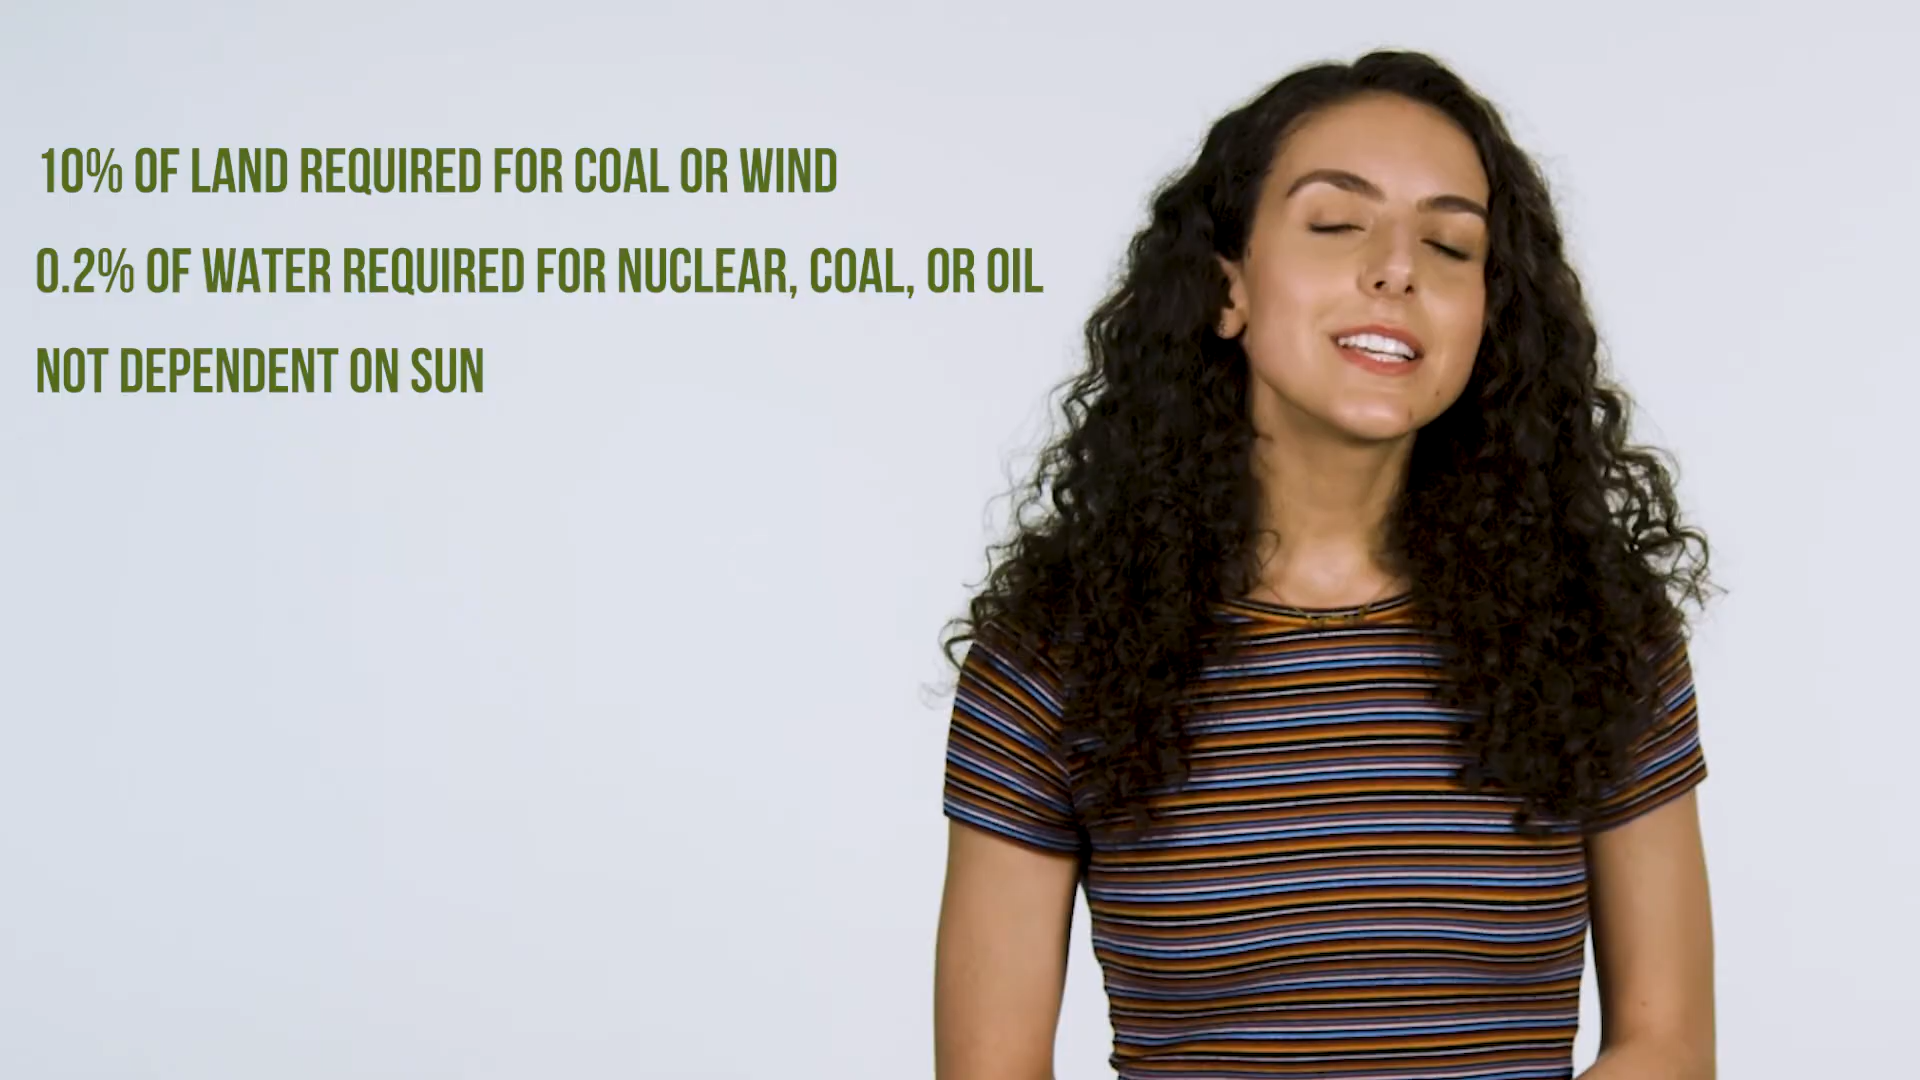 10% OF LAND REQUIRED FOR COAL OR WIND
0.2% OF WATER REQUIRED FOR NUCLEAR, COAL, OR OIL
NOT DEPENDENT ON SUN